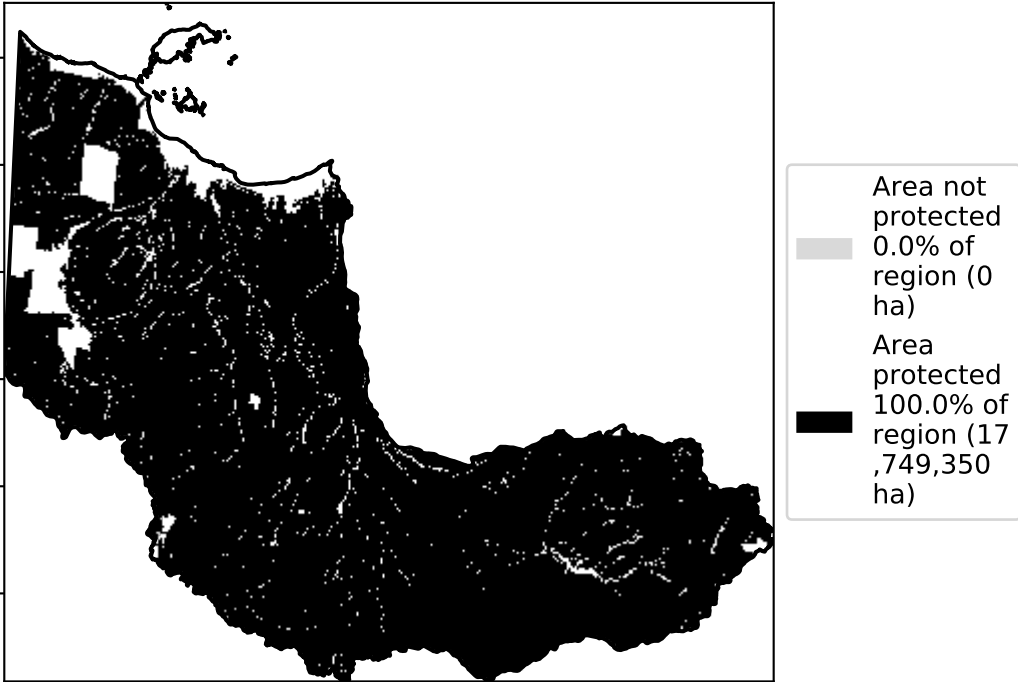 Area not
protected
0.0% of
region (0
ha)
Area
protected
100.0% of
region (17
,749,350
ha)